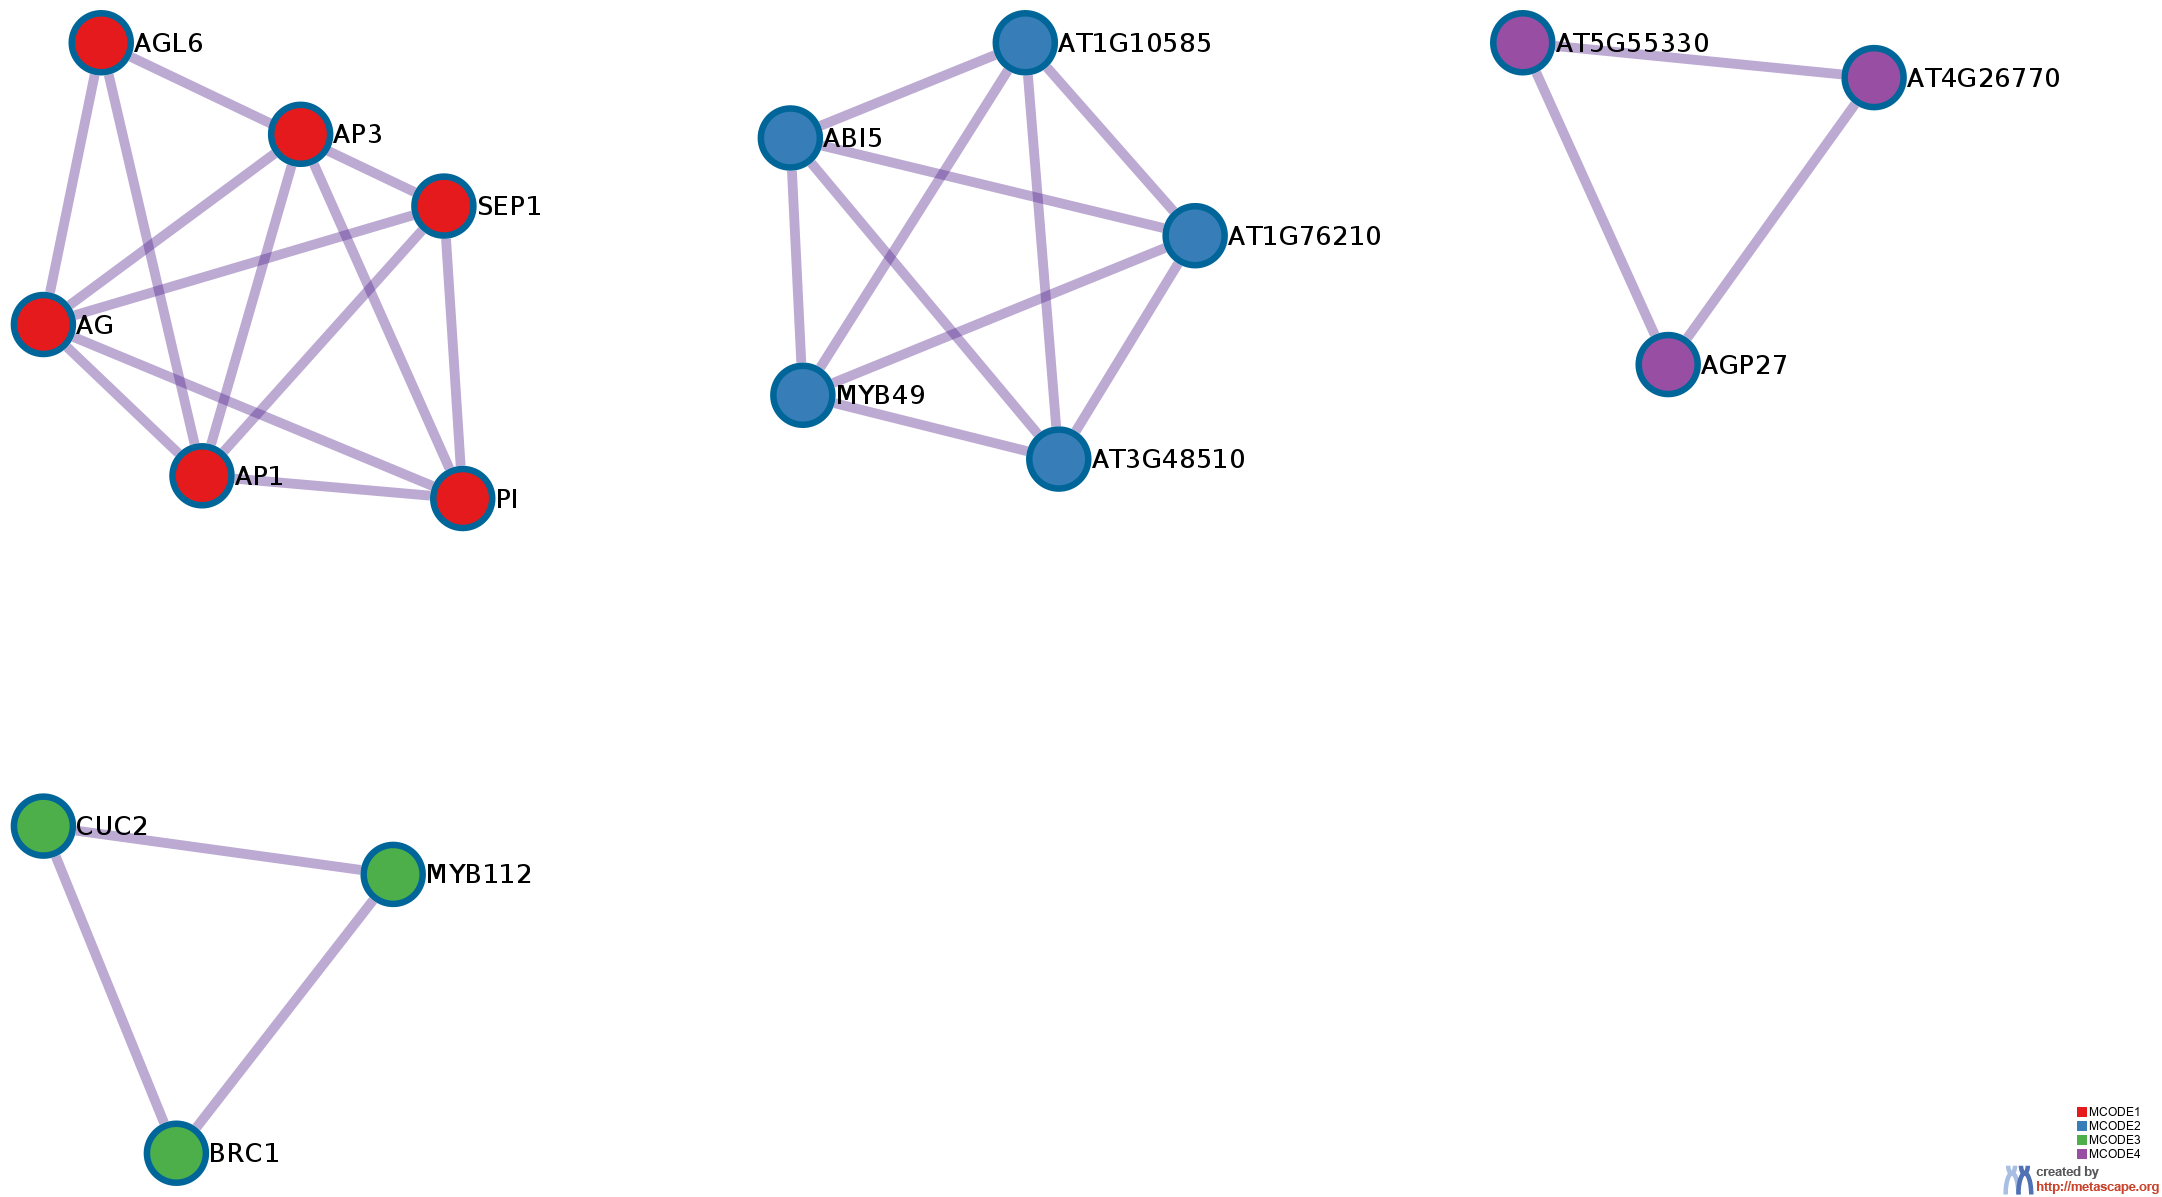 AGL6
AP3
SEP1
AG
AP1
PI
AT1G10585
ABI5
AT1G76210
MYB49
AT3G48510
AT5G55330
AT4G26770
AGP27
CUC2
MYB112
BRC1
MCODE1
MCODE2
MCODE3
MCODE4
created by
http://metascape.org